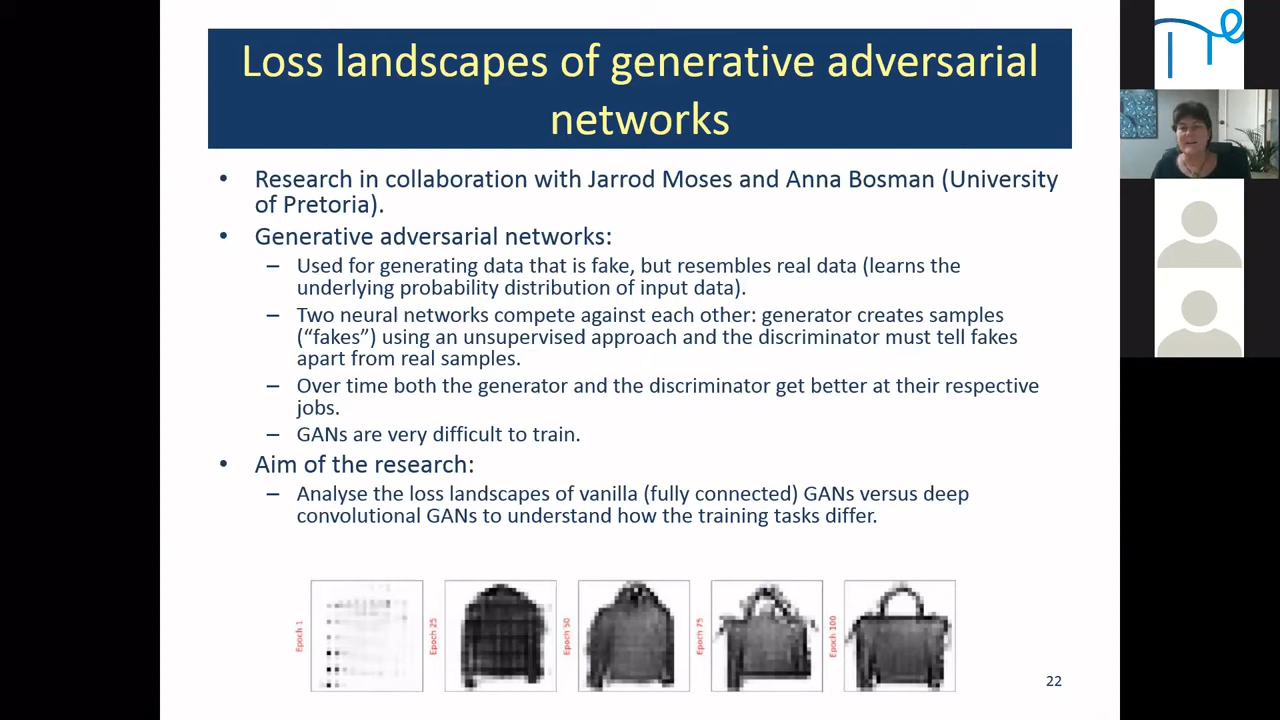 Loss landscapes of generative adversarial
networks
• Research in collaboration with Jarrod Moses and Anna Bosman (University
of Pretoria).
• Generative adversarial networks:
– Used for generating data that is fake, but resembles real data (learns the
underlying probability distribution of input data).
– Two neural networks compete against each other: generator creates samples
(“fakes”) using an unsupervised approach and the discriminator must tell fakes
apart from real samples.
– Over time both the generator and the discriminator get better at their respective
jobs.
– GANs are very difficult to train.
• Aim of the research:
– Analyse the loss landscapes of vanilla (fully connected) GANs versus deep
convolutional GANs to understand how the training tasks differ.
Epoch 1
Epoch 25
Epoch 50
Epoch 75
Epoch 100
22